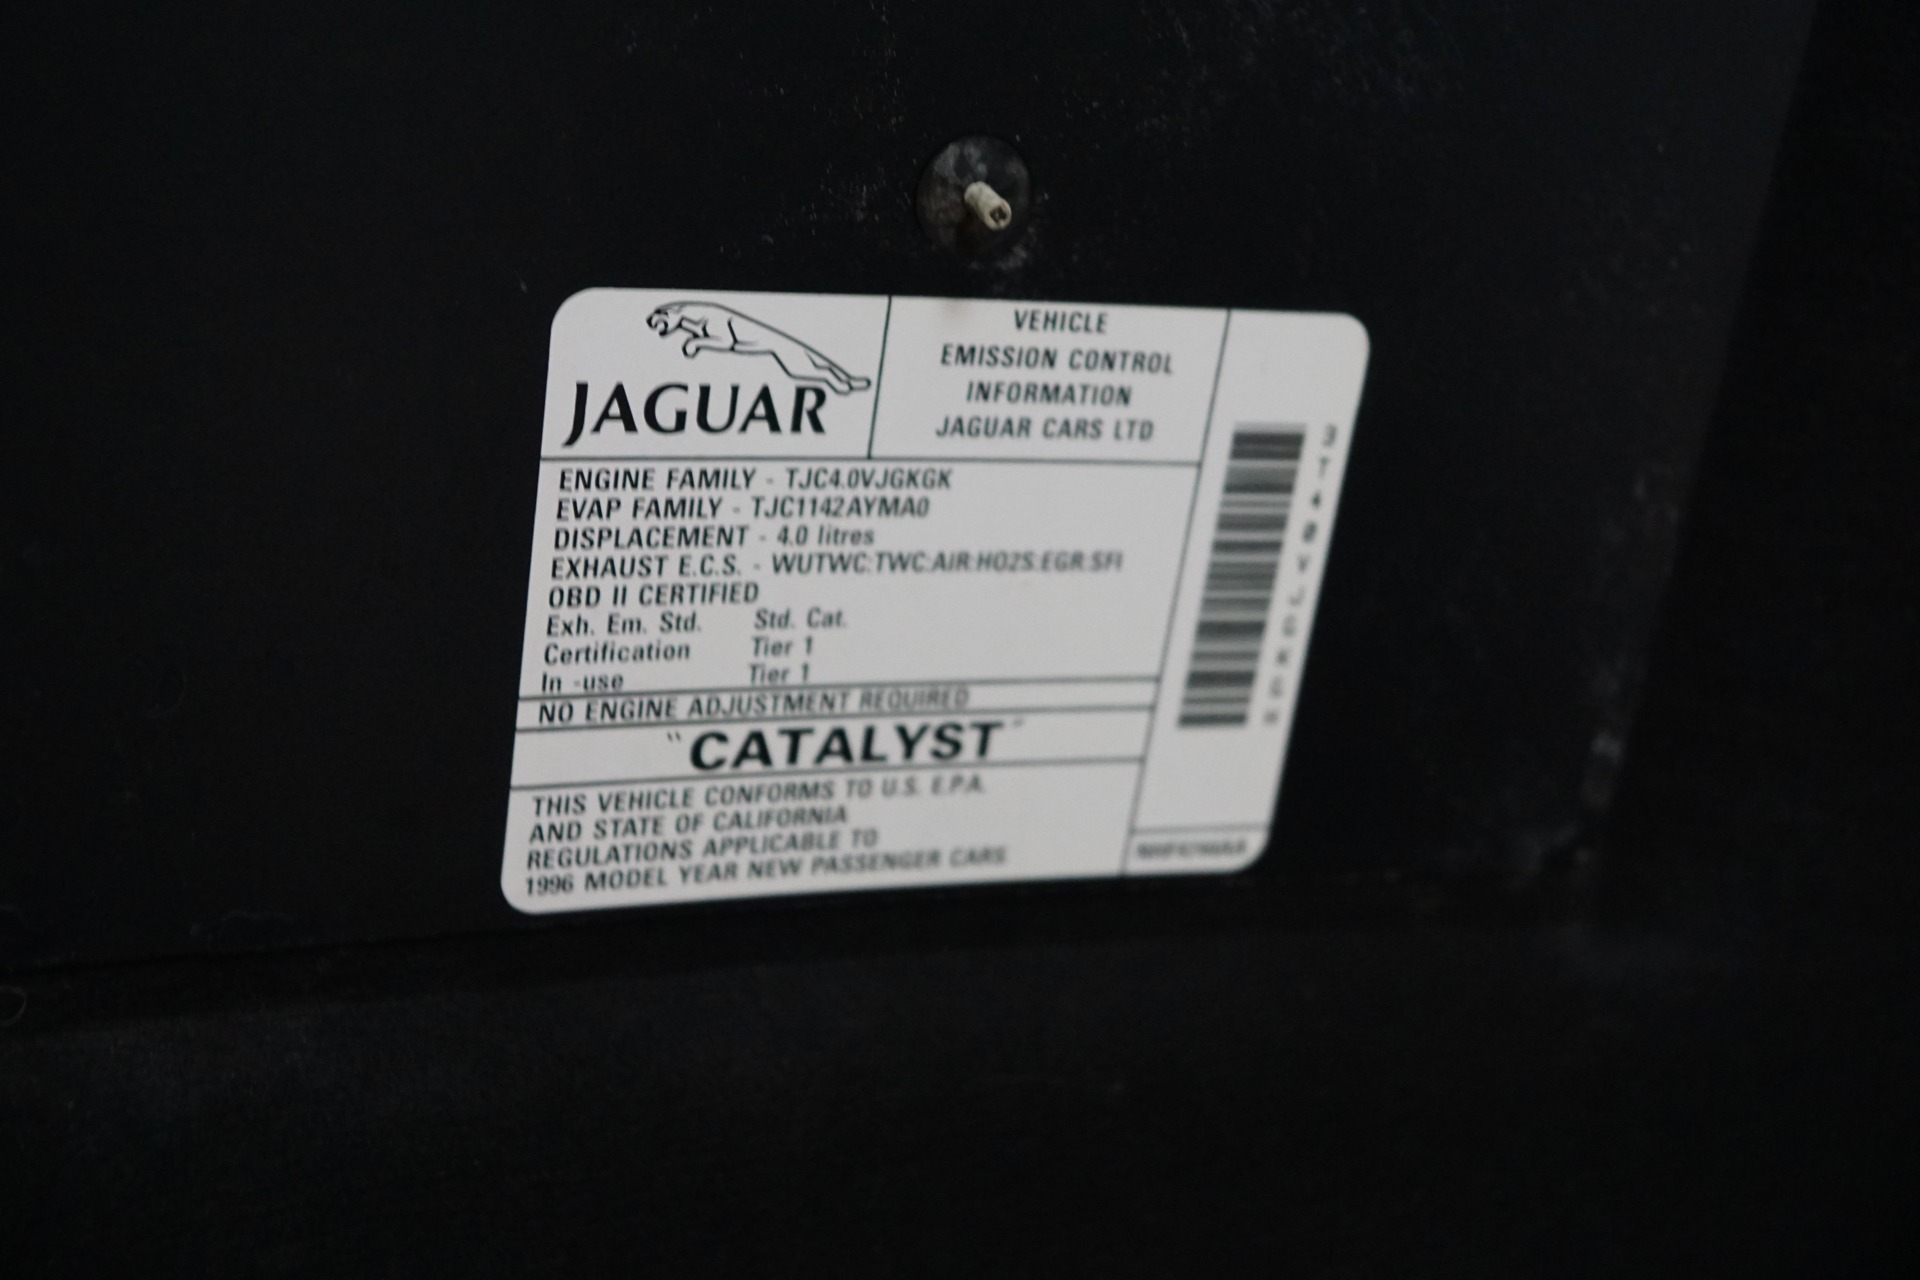 JAGUAR
VEHICLE
EMISSION CONTROL
INFORMATION
JAGUAR CARS LTD
ENGINE FAMILY - TJC4.0VJGKGK
EVAP FAMILY - TJC1142AYMA0
DISPLACEMENT - 4.0 litres
EXHAUST E.C.S. - WUTWC:TWC:AIR:HO2S:EGR:SFI
OBD II CERTIFIED
Exh. Em. Std. Std. Cat.
Certification Tier 1
In -use Tier 1
NO ENGINE ADJUSTMENT REQUIRED
"CATALYST"
THIS VEHICLE CONFORMS TO U.S. E.P.A.
AND STATE OF CALIFORNIA
REGULATIONS APPLICABLE TO
1996 MODEL YEAR NEW PASSENGER CARS